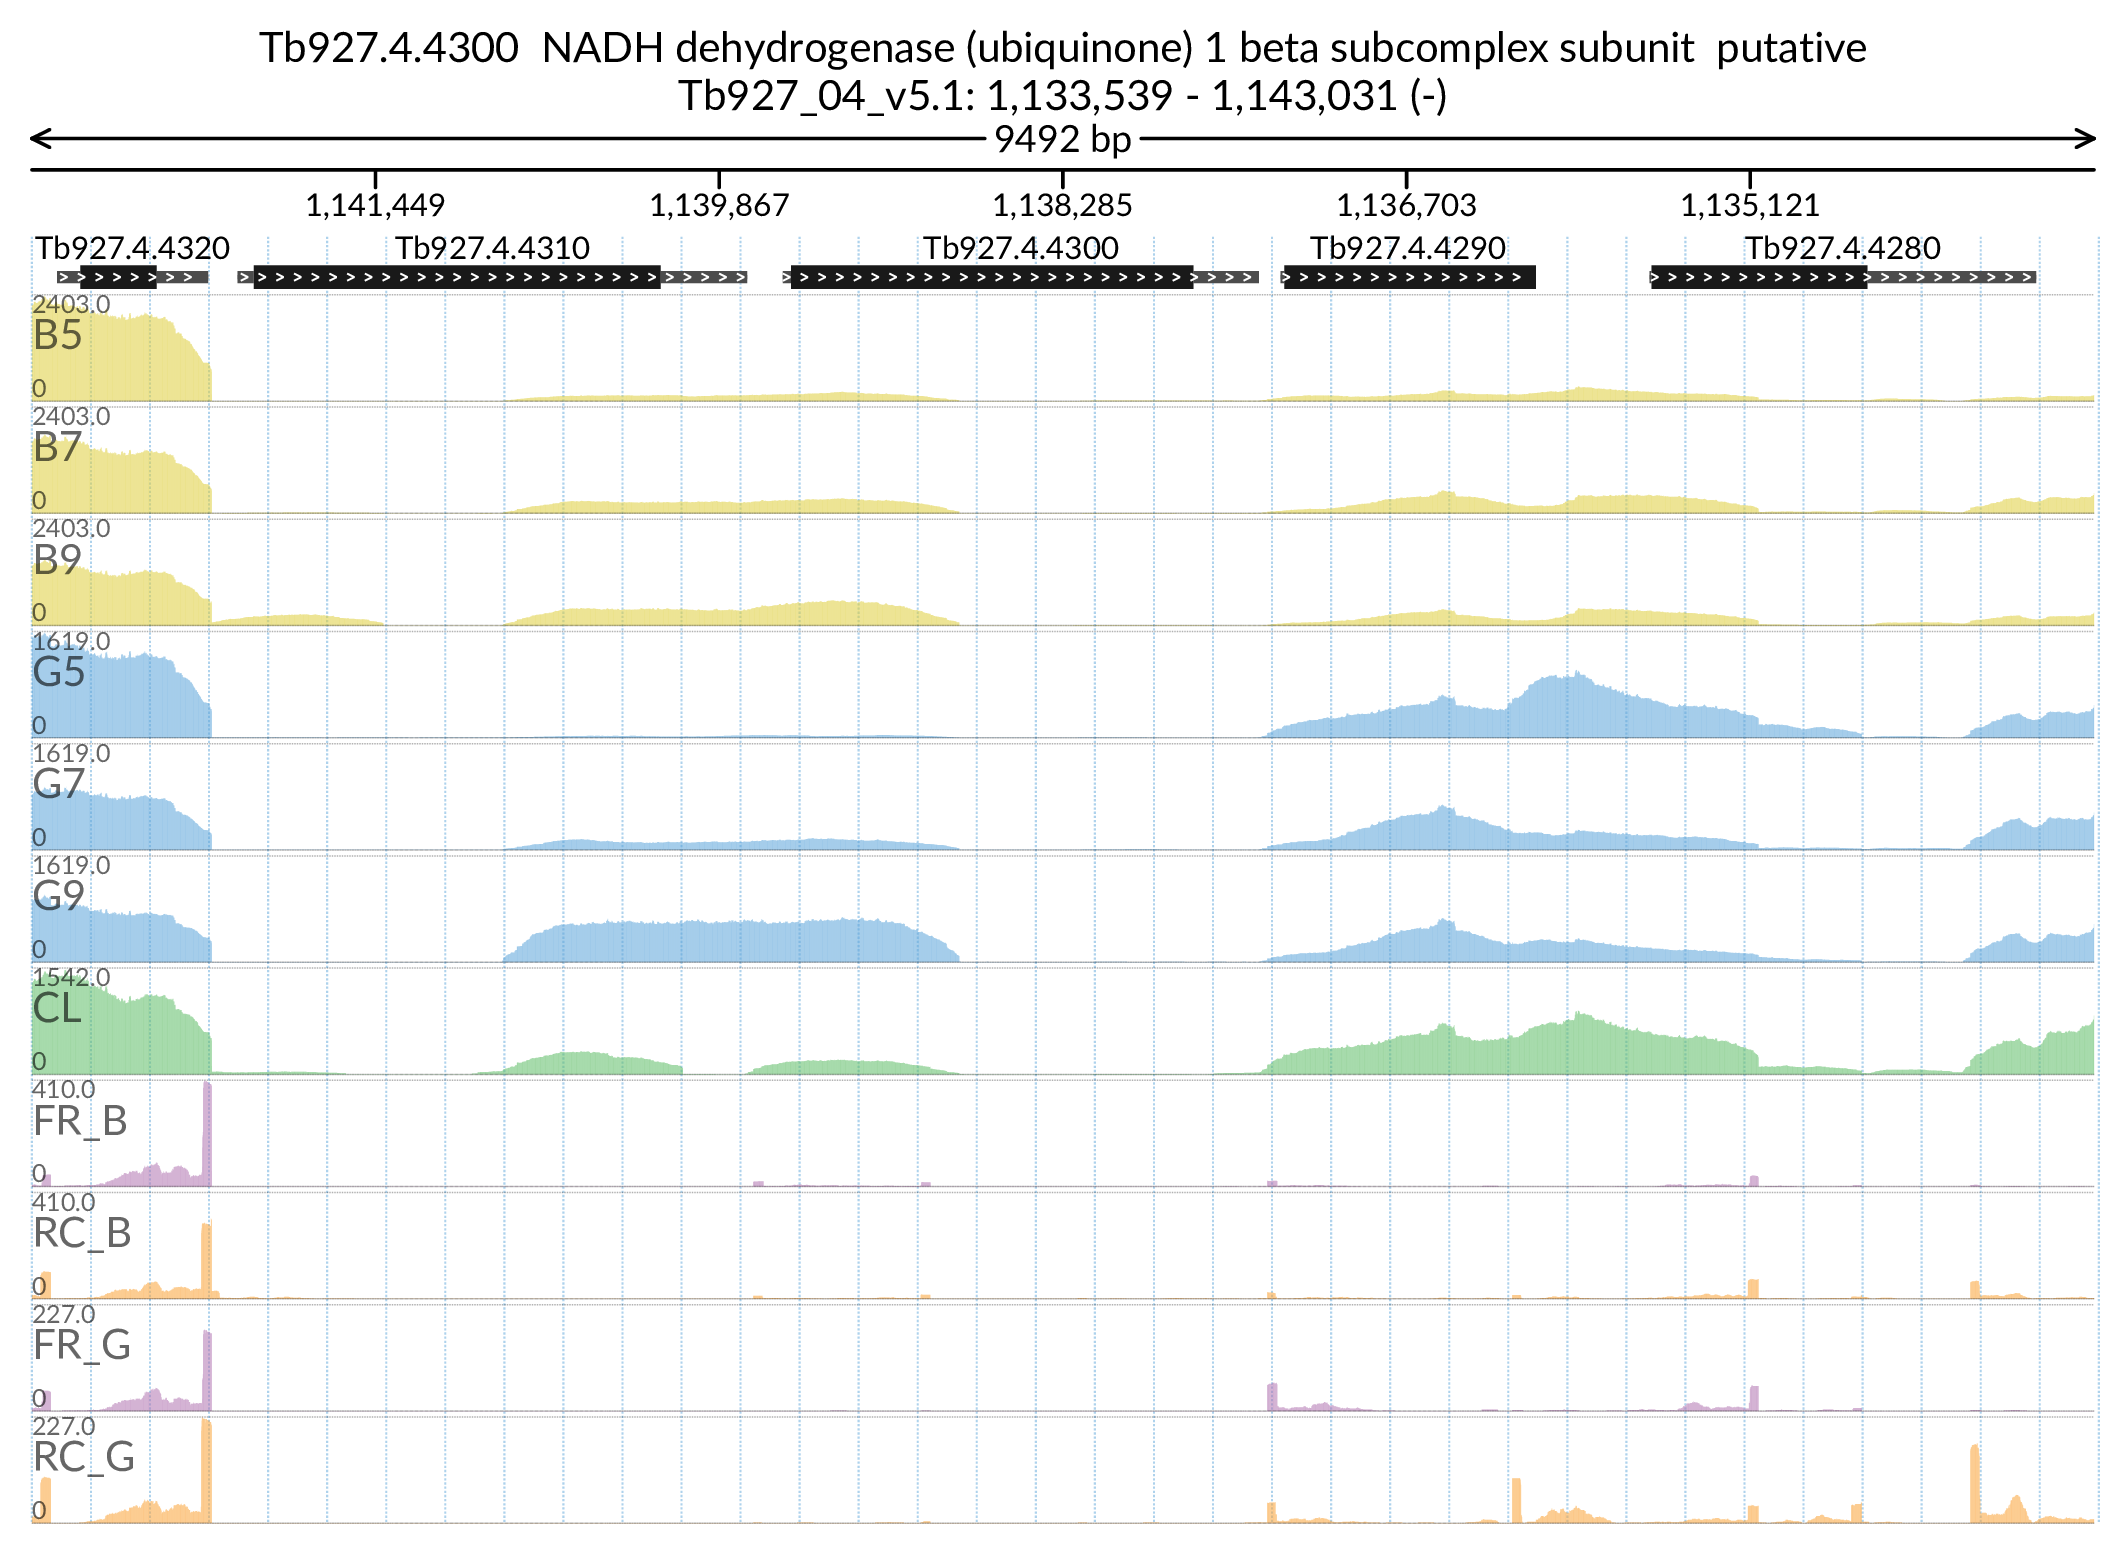 Tb927.4.4300  NADH dehydrogenase (ubiquinone) 1 beta subcomplex subunit  putative
Tb927_04_v5.1: 1,133,539 - 1,143,031 (-)
9492 bp
1,141,449 1,139,867 1,138,285 1,136,703 1,135,121
Tb927.4.4320 Tb927.4.4310 Tb927.4.4300 Tb927.4.4290 Tb927.4.4280
2403.0
B5
0
2403.0
B7
0
2403.0
B9
0
1619.0
G5
0
1619.0
G7
0
1619.0
G9
0
1542.0
CL
0
410.0
FR_B
0
410.0
RC_B
0
227.0
FR_G
0
227.0
RC_G
0